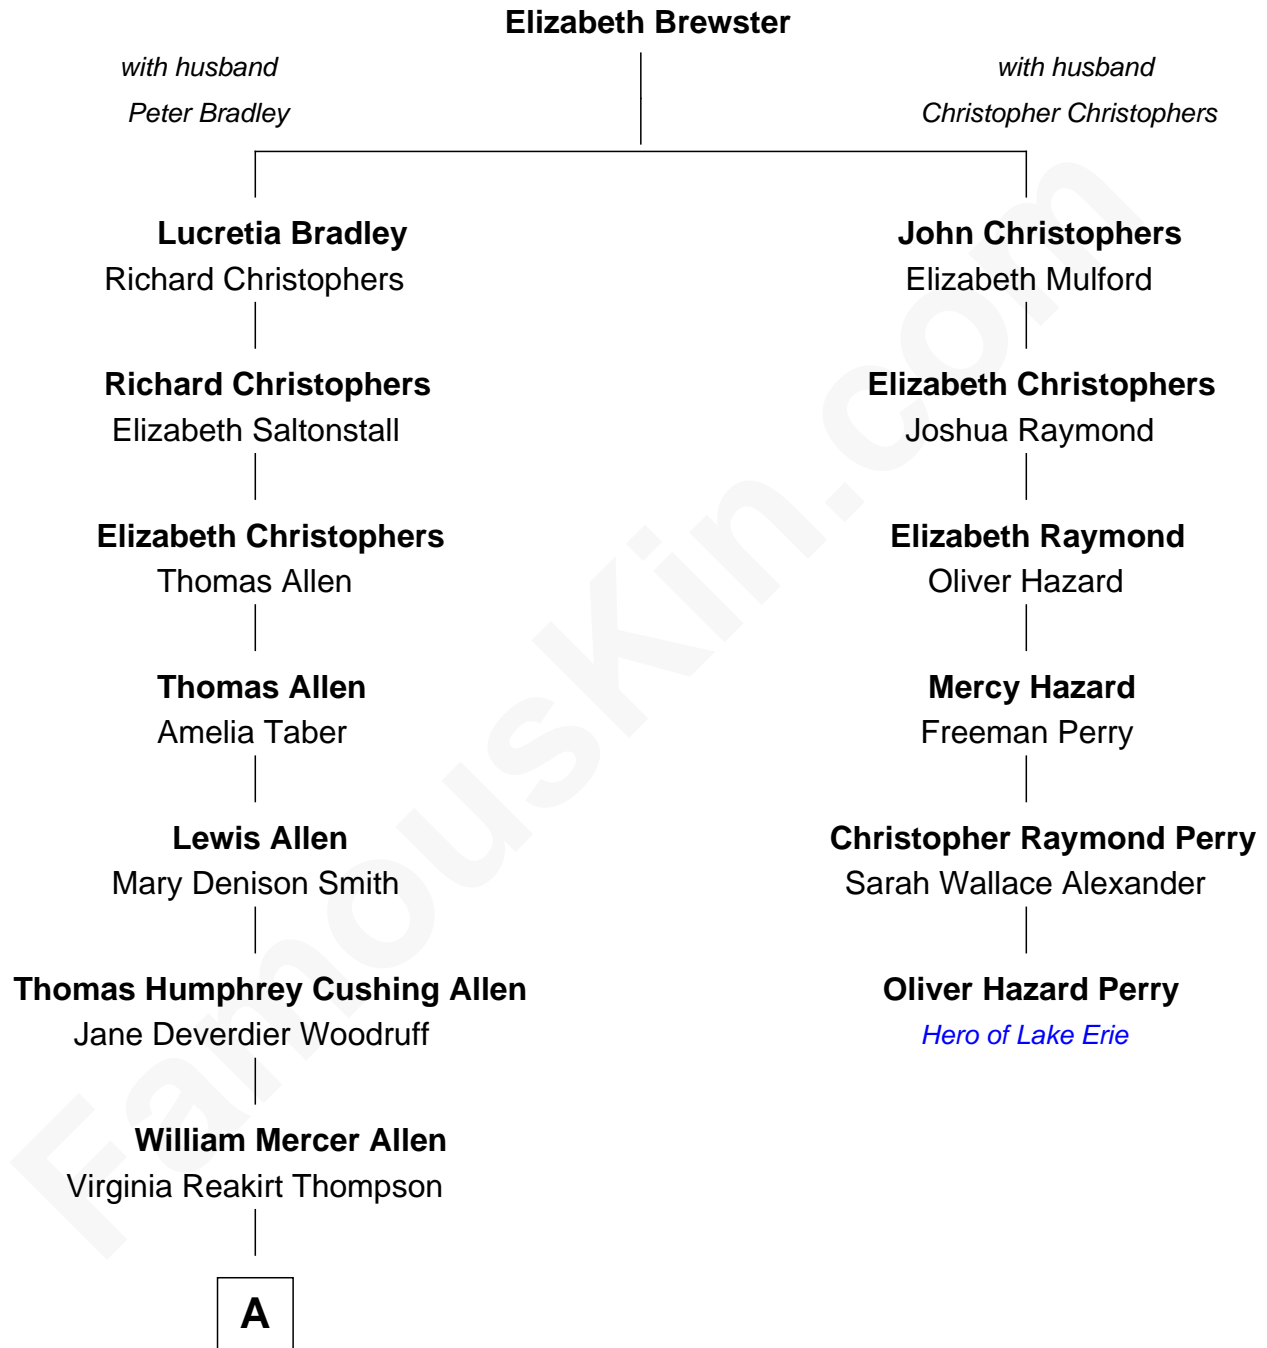 Elizabeth Brewster
with husband
Peter Bradley
with husband
Christopher Christophers
Lucretia Bradley
Richard Christophers
Richard Christophers
Elizabeth Saltonstall
Elizabeth Christophers
Thomas Allen
Thomas Allen
Amelia Taber
Lewis Allen
Mary Denison Smith
Thomas Humphrey Cushing Allen
Jane Deverdier Woodruff
William Mercer Allen
Virginia Reakirt Thompson
A
John Christophers
Elizabeth Mulford
Elizabeth Christophers
Joshua Raymond
Elizabeth Raymond
Oliver Hazard
Mercy Hazard
Freeman Perry
Christopher Raymond Perry
Sarah Wallace Alexander
Oliver Hazard Perry
Hero of Lake Erie
FamousKin.com